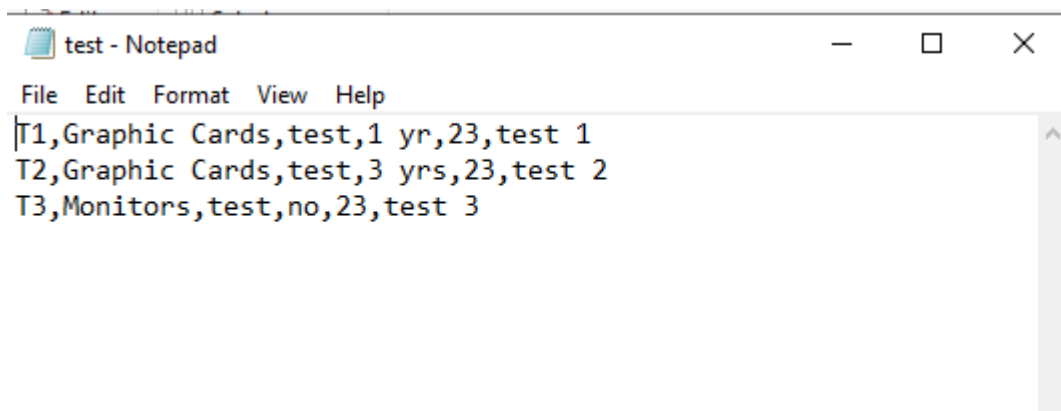 test - Notepad
File Edit Format View Help
T1,Graphic Cards,test,1 yr,23,test 1
T2,Graphic Cards,test,3 yrs,23,test 2
T3,Monitors,test,no,23,test 3